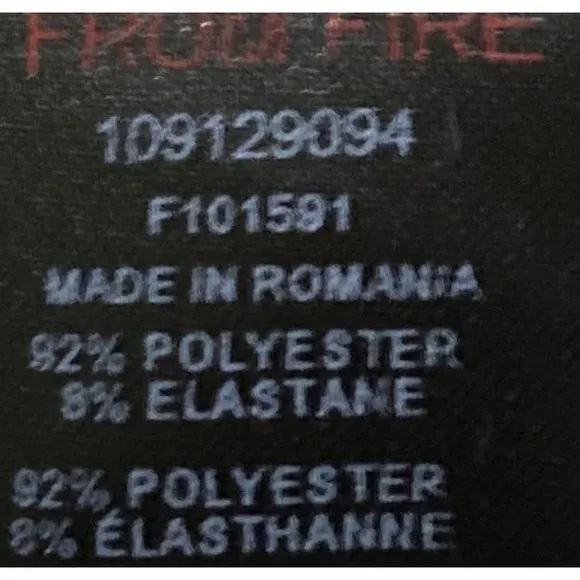 FROM FIRE
109129094
F101591
MADE IN ROMANIA
92% POLYESTER
8% ELASTANE
92% POLYESTER
8% ÉLASTHANNE